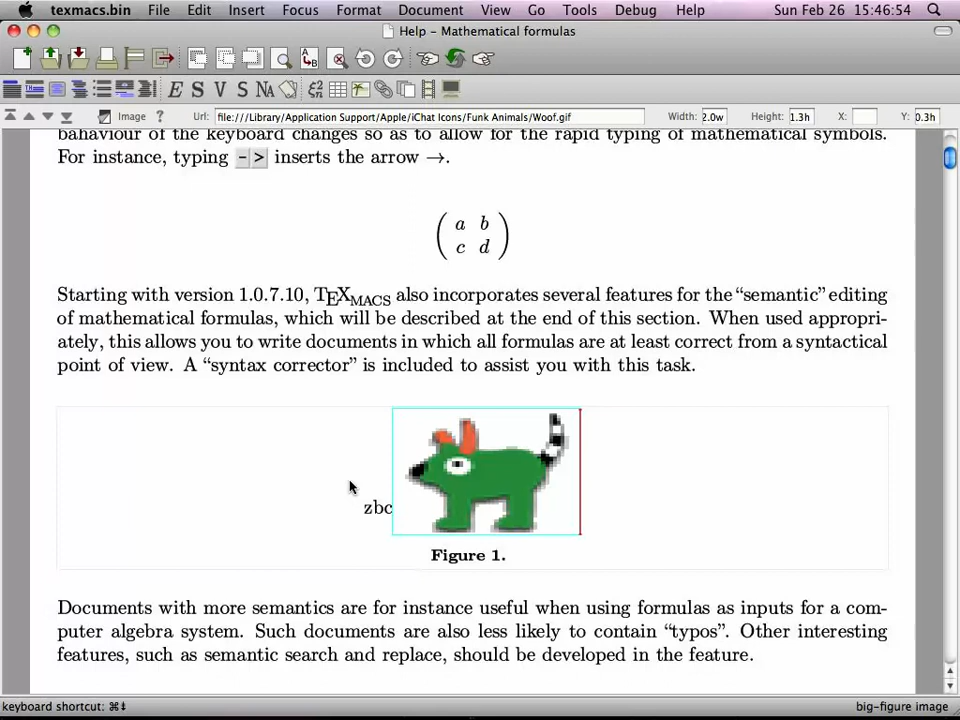 texmacs.bin File Edit Insert Focus Format Document View Go Tools Debug Help Sun Feb 26 15:46:54
Help - Mathematical formulas
E S V S NA
Image ? Url: file:///Library/Application Support/Apple/iChat Icons/Funk Animals/Woof.gif Width: 2.0w Height: 1.3h X: Y: 0.3h
bahaviour of the keyboard changes so as to allow for the rapid typing of mathematical symbols.
For instance, typing - > inserts the arrow →.
a b
c d
Starting with version 1.0.7.10, TEXMACS also incorporates several features for the “semantic” editing
of mathematical formulas, which will be described at the end of this section. When used appropri-
ately, this allows you to write documents in which all formulas are at least correct from a syntactical
point of view. A “syntax corrector” is included to assist you with this task.
zbc
Figure 1.
Documents with more semantics are for instance useful when using formulas as inputs for a com-
puter algebra system. Such documents are also less likely to contain “typos”. Other interesting
features, such as semantic search and replace, should be developed in the feature.
keyboard shortcut: ⌘⇟ big-figure image